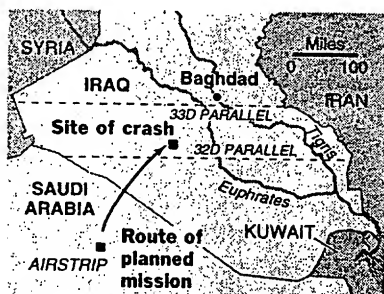 SYRIA
Miles
0 100
IRAQ
Baghdad
IRAN
33D PARALLEL
Site of crash
Tigris
32D PARALLEL
SAUDI
ARABIA
Euphrates
KUWAIT
Route of
planned
mission
AIRSTRIP